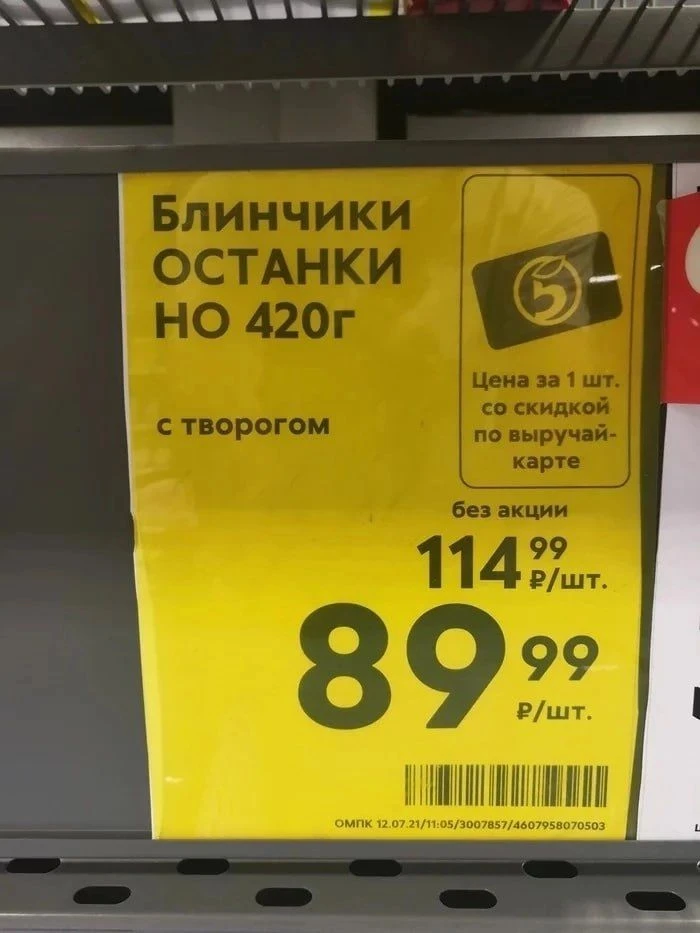 Блинчики
ОСТАНКИ
НО 420г
с творогом
5
Цена за 1 шт.
со скидкой
по выручай-
карте
без акции
114 99
₽/шт.
89 99
₽/шт.
ОМПК 12.07.21/11:05/3007857/4607958070503